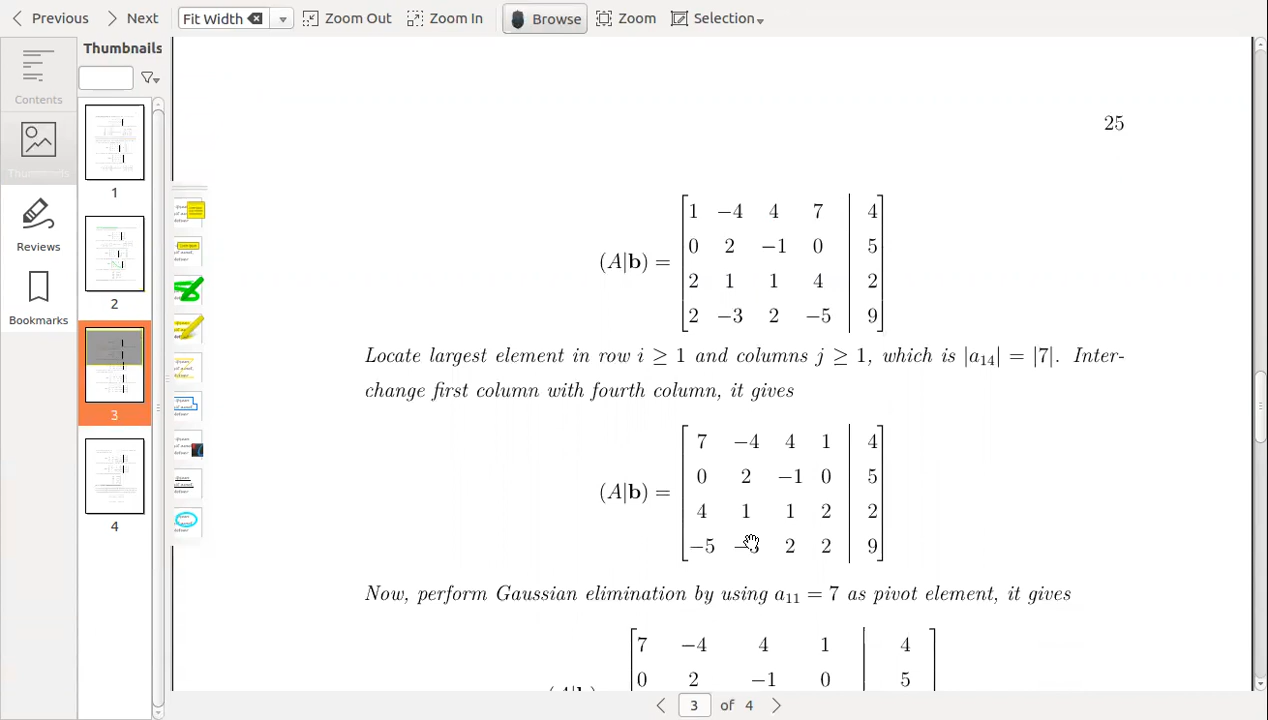 Previous Next Fit Width Zoom Out Zoom In Browse Zoom Selection
Thumbnails
Contents
Thumbnails
Reviews
Bookmarks
1
2
3
4
25
1 −4 4 7 4
0 2 −1 0 5
(A|b) =
2 1 1 4 2
2 −3 2 −5 9
Locate largest element in row i ≥ 1 and columns j ≥ 1, which is |a₁₄| = |7|. Inter-
change first column with fourth column, it gives
7 −4 4 1 4
0 2 −1 0 5
(A|b) =
4 1 1 2 2
−5 −3 2 2 9
Now, perform Gaussian elimination by using a₁₁ = 7 as pivot element, it gives
7 −4 4 1 4
0 2 −1 0 5
3 of 4